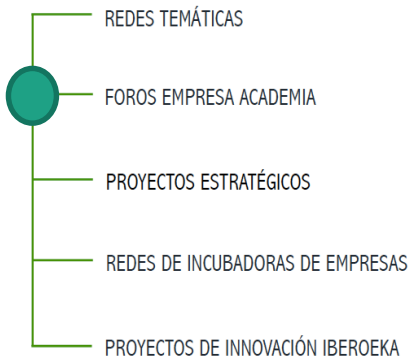 REDES TEMÁTICAS
FOROS EMPRESA ACADEMIA
PROYECTOS ESTRATÉGICOS
REDES DE INCUBADORAS DE EMPRESAS
PROYECTOS DE INNOVACIÓN IBEROEKA